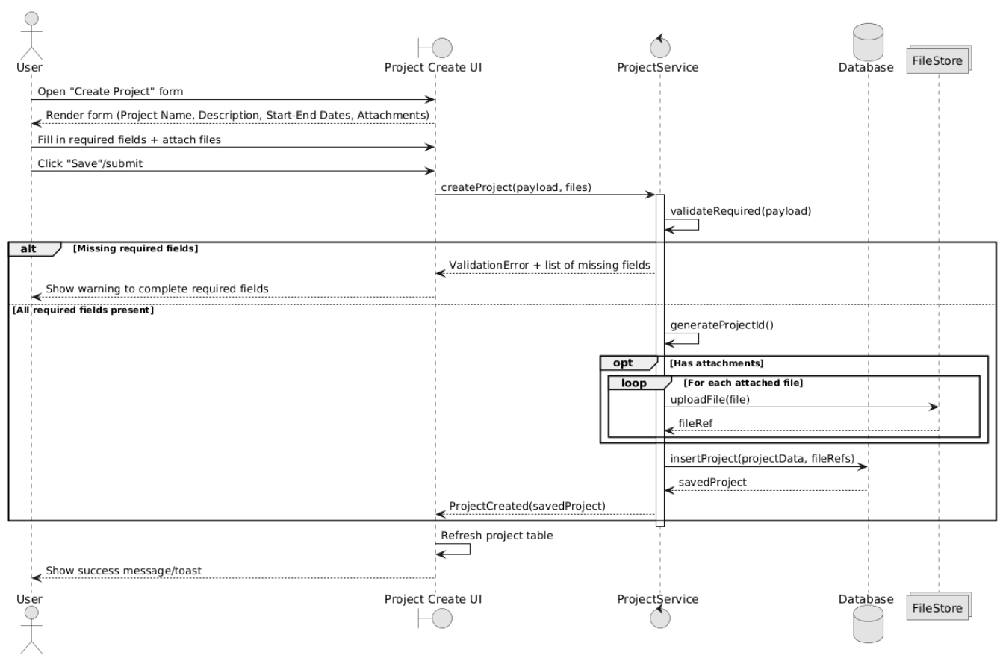 User
Project Create UI
ProjectService
Database
FileStore
Open "Create Project" form
Render form (Project Name, Description, Start-End Dates, Attachments)
Fill in required fields + attach files
Click "Save"/submit
createProject(payload, files)
validateRequired(payload)
alt [Missing required fields]
ValidationError + list of missing fields
Show warning to complete required fields
[All required fields present]
generateProjectId()
opt [Has attachments]
loop [For each attached file]
uploadFile(file)
fileRef
insertProject(projectData, fileRefs)
savedProject
ProjectCreated(savedProject)
Refresh project table
Show success message/toast
User
Project Create UI
ProjectService
Database
FileStore